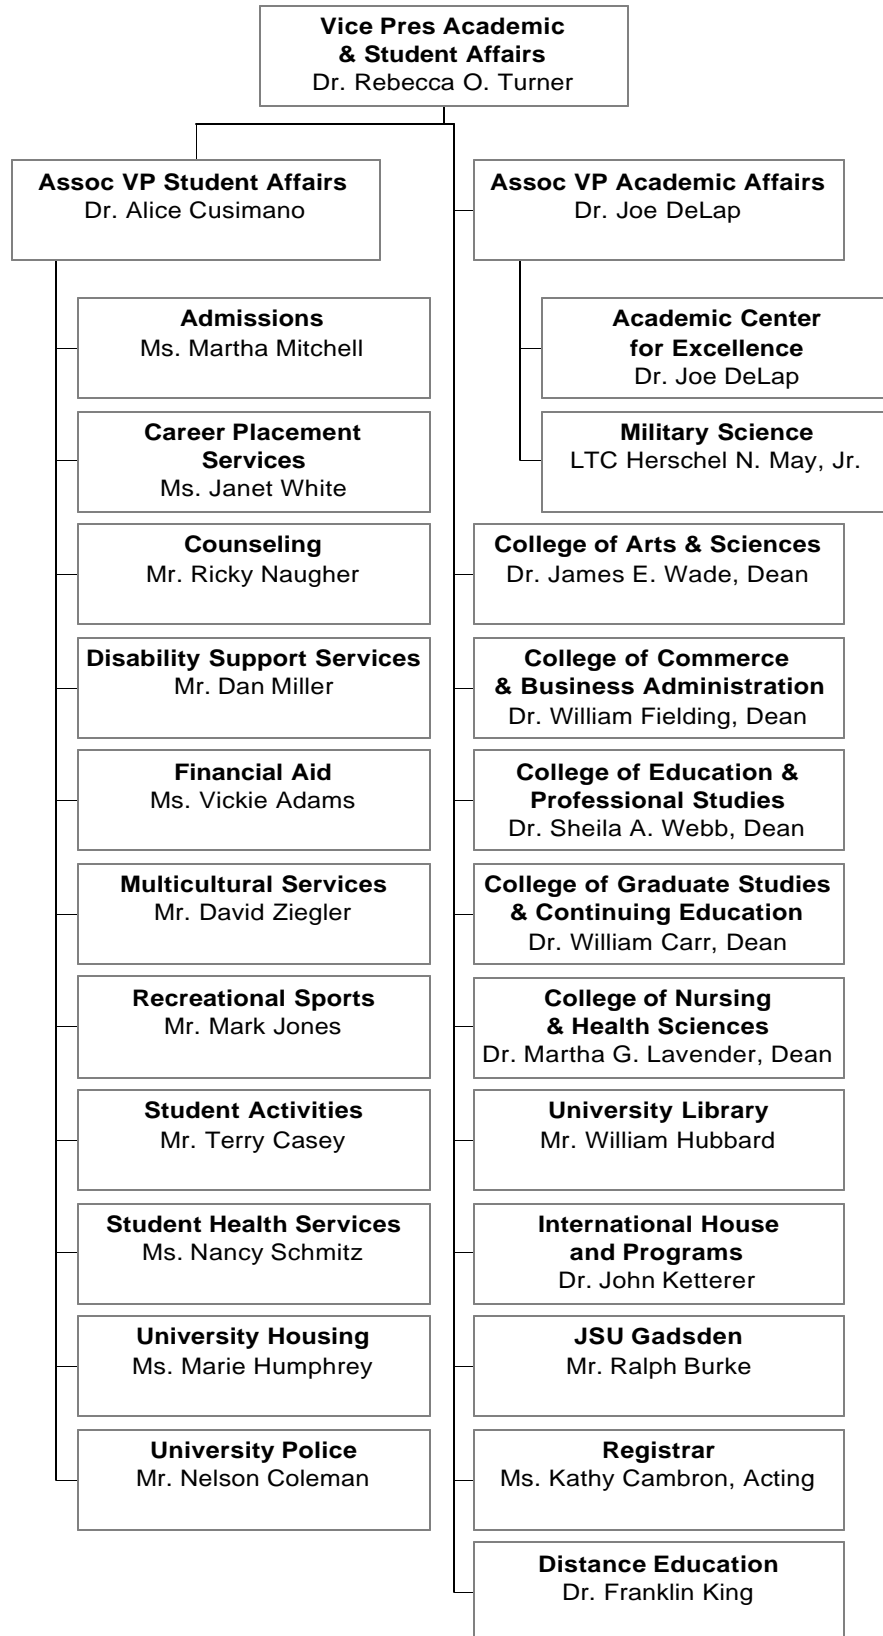 Vice Pres Academic
& Student Affairs
Dr. Rebecca O. Turner
Assoc VP Student Affairs
Dr. Alice Cusimano
Admissions
Ms. Martha Mitchell
Career Placement
Services
Ms. Janet White
Counseling
Mr. Ricky Naugher
Disability Support Services
Mr. Dan Miller
Financial Aid
Ms. Vickie Adams
Multicultural Services
Mr. David Ziegler
Recreational Sports
Mr. Mark Jones
Student Activities
Mr. Terry Casey
Student Health Services
Ms. Nancy Schmitz
University Housing
Ms. Marie Humphrey
University Police
Mr. Nelson Coleman
Assoc VP Academic Affairs
Dr. Joe DeLap
Academic Center
for Excellence
Dr. Joe DeLap
Military Science
LTC Herschel N. May, Jr.
College of Arts & Sciences
Dr. James E. Wade, Dean
College of Commerce
& Business Administration
Dr. William Fielding, Dean
College of Education &
Professional Studies
Dr. Sheila A. Webb, Dean
College of Graduate Studies
& Continuing Education
Dr. William Carr, Dean
College of Nursing
& Health Sciences
Dr. Martha G. Lavender, Dean
University Library
Mr. William Hubbard
International House
and Programs
Dr. John Ketterer
JSU Gadsden
Mr. Ralph Burke
Registrar
Ms. Kathy Cambron, Acting
Distance Education
Dr. Franklin King